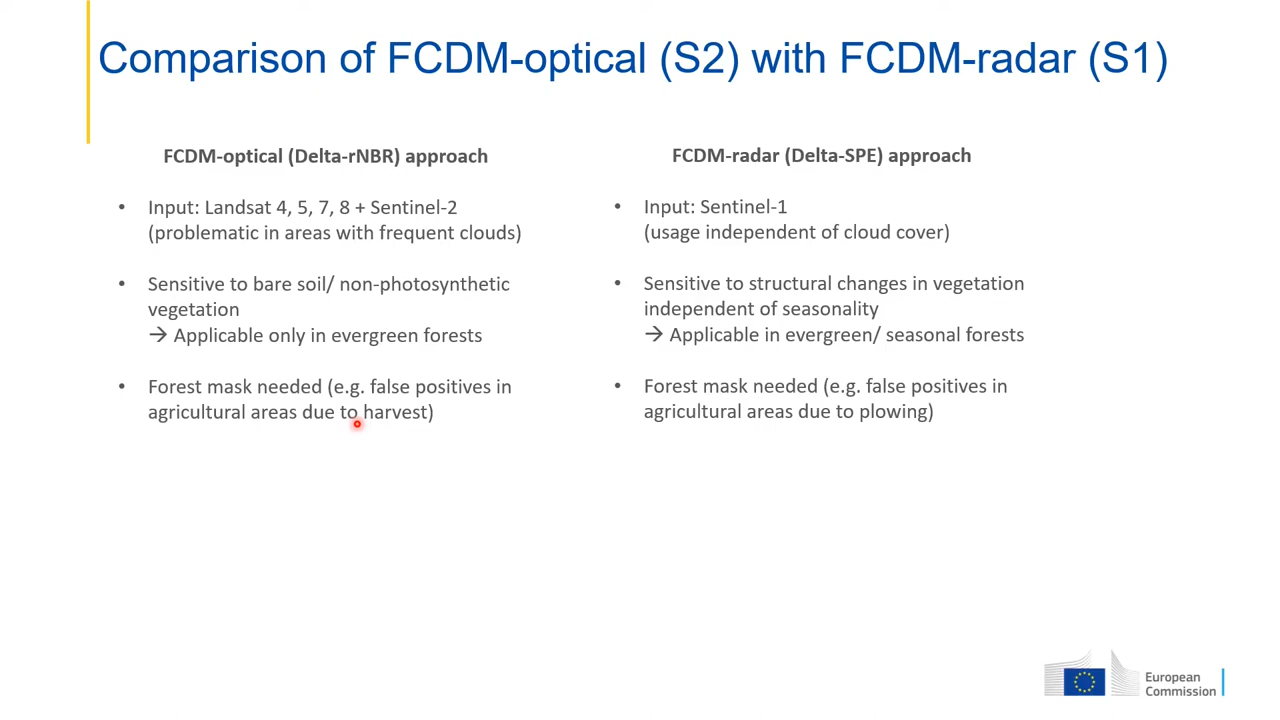 Comparison of FCDM-optical (S2) with FCDM-radar (S1)
FCDM-optical (Delta-rNBR) approach
• Input: Landsat 4, 5, 7, 8 + Sentinel-2
(problematic in areas with frequent clouds)
• Sensitive to bare soil/ non-photosynthetic
vegetation
→ Applicable only in evergreen forests
• Forest mask needed (e.g. false positives in
agricultural areas due to harvest)
FCDM-radar (Delta-SPE) approach
• Input: Sentinel-1
(usage independent of cloud cover)
• Sensitive to structural changes in vegetation
independent of seasonality
→ Applicable in evergreen/ seasonal forests
• Forest mask needed (e.g. false positives in
agricultural areas due to plowing)
European
Commission